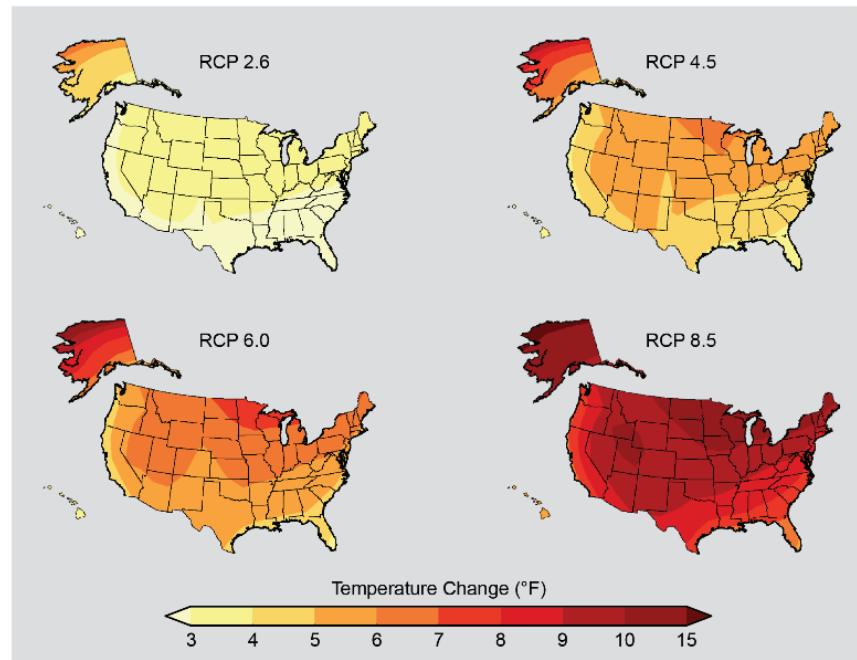 RCP 2.6
RCP 4.5
RCP 6.0
RCP 8.5
Temperature Change (°F)
3 4 5 6 7 8 9 10 15